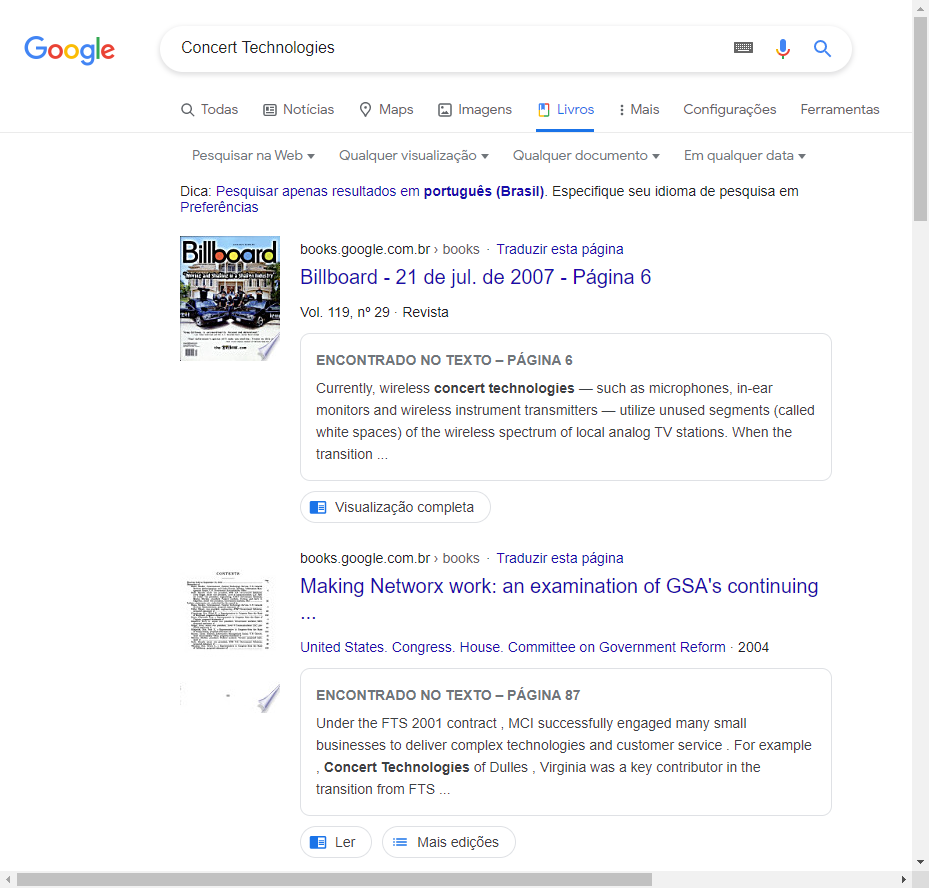 Google
Concert Technologies
Todas Notícias Maps Imagens Livros Mais Configurações Ferramentas
Pesquisar na Web Qualquer visualização Qualquer documento Em qualquer data
Dica: Pesquisar apenas resultados em português (Brasil). Especifique seu idioma de pesquisa em
Preferências
Billboard
books.google.com.br › books · Traduzir esta página
Billboard - 21 de jul. de 2007 - Página 6
Vol. 119, nº 29 · Revista
ENCONTRADO NO TEXTO – PÁGINA 6
Currently, wireless concert technologies — such as microphones, in-ear
monitors and wireless instrument transmitters — utilize unused segments (called
white spaces) of the wireless spectrum of local analog TV stations. When the
transition ...
Visualização completa
CONTENTS
books.google.com.br › books · Traduzir esta página
Making Networx work: an examination of GSA's continuing
...
United States. Congress. House. Committee on Government Reform · 2004
ENCONTRADO NO TEXTO – PÁGINA 87
Under the FTS 2001 contract , MCI successfully engaged many small
businesses to deliver complex technologies and customer service . For example
, Concert Technologies of Dulles , Virginia was a key contributor in the
transition from FTS ...
Ler Mais edições